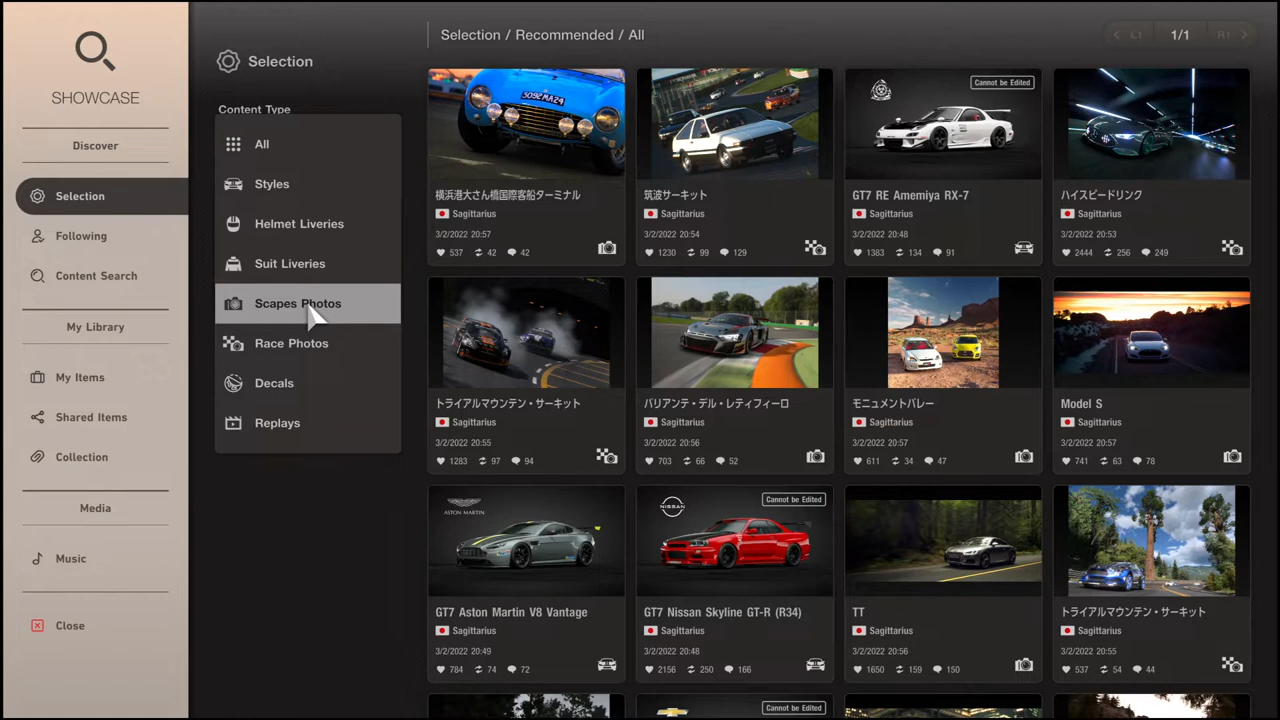 SHOWCASE
Discover
Selection
Following
Content Search
My Library
My Items
Shared Items
Collection
Media
Music
Close
Selection
Content Type
All
Styles
Helmet Liveries
Suit Liveries
Scapes Photos
Race Photos
Decals
Replays
Selection / Recommended / All
L1 1/1 R1
5092 MA24
横浜港大さん橋国際客船ターミナル
Sagittarius
3/2/2022 20:57
537 42 42
筑波サーキット
Sagittarius
3/2/2022 20:54
1230 99 129
Cannot be Edited
GT7 RE Amemiya RX-7
Sagittarius
3/2/2022 20:48
1383 134 91
ハイスピードリンク
Sagittarius
3/2/2022 20:53
2444 256 249
トライアルマウンテン・サーキット
Sagittarius
3/2/2022 20:55
1283 97 94
バリアンテ・デル・レティフィーロ
Sagittarius
3/2/2022 20:56
703 66 52
モニュメントバレー
Sagittarius
3/2/2022 20:57
611 34 47
Model S
Sagittarius
3/2/2022 20:57
741 63 78
ASTON MARTIN
GT7 Aston Martin V8 Vantage
Sagittarius
3/2/2022 20:49
784 74 72
NISSAN
Cannot be Edited
GT7 Nissan Skyline GT-R (R34)
Sagittarius
3/2/2022 20:48
2156 250 166
TT
Sagittarius
3/2/2022 20:56
1650 159 150
トライアルマウンテン・サーキット
Sagittarius
3/2/2022 20:55
537 54 44
Cannot be Edited